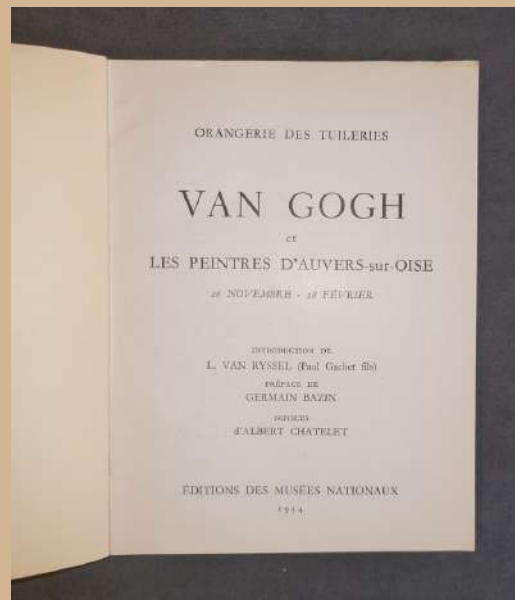 ORANGERIE DES TUILERIES
VAN GOGH
et
LES PEINTRES D'AUVERS-sur-OISE
26 NOVEMBRE - 28 FÉVRIER
INTRODUCTION DE
L. VAN RYSSEL (Paul Gachet fils)
PRÉFACE DE
GERMAIN BAZIN
NOTICES
d'ALBERT CHATELET
ÉDITIONS DES MUSÉES NATIONAUX
1954